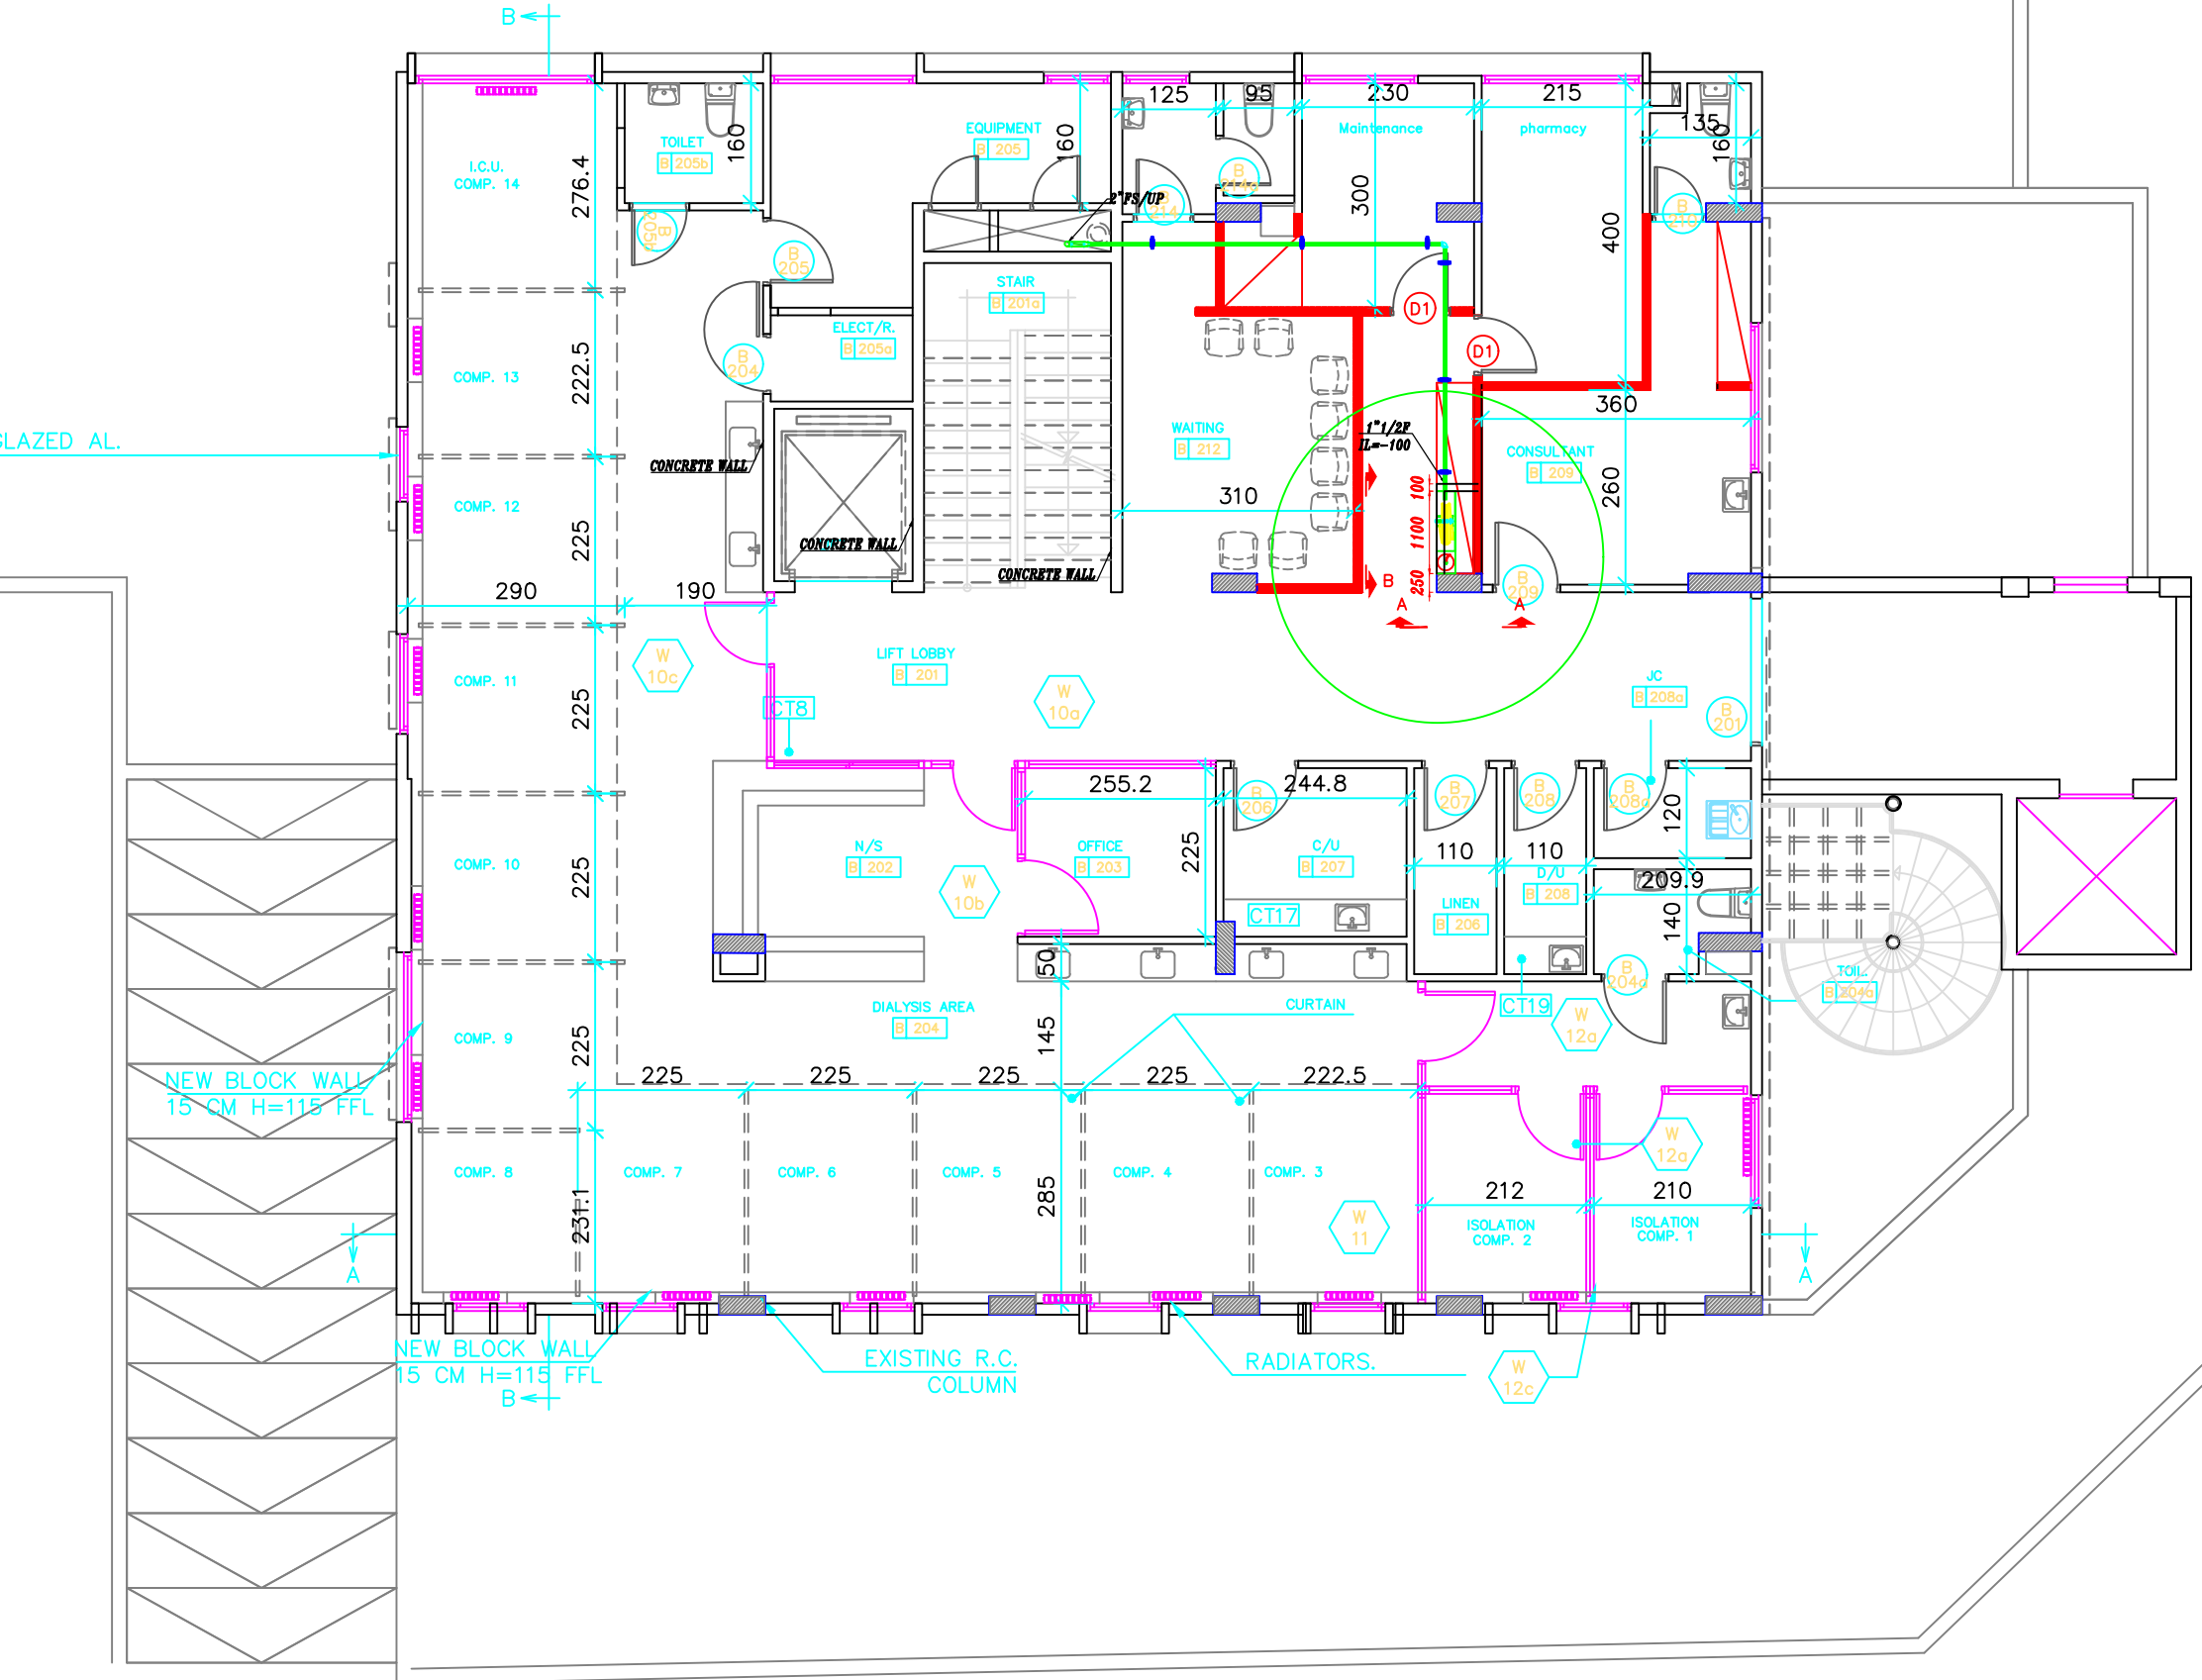 B
125
95
230
215
135
160
TOILET
B 205b
160
EQUIPMENT
B 205
160
Maintenance
pharmacy
I.C.U.
COMP. 14
276.4
2"FS/UP
B
214a
B
214
300
400
B
210
B
205b
B
205
STAIR
B 201a
D1
ELECT/R.
B 205a
D1
COMP. 13
222.5
B
204
360
GLAZED AL.
WAITING
B 212
1"1/2F
IL=-100
CONSULTANT
B 209
CONCRETE WALL
260
COMP. 12
310
100
225
CONCRETE WALL
1100
CONCRETE WALL
250
B
B
209
290
190
A
A
LIFT LOBBY
B 201
W
10c
COMP. 11
225
W
10a
JC
B 208a
CT8
B
201
255.2
244.8
B
206
B
207
B
208
B
208a
120
N/S
B 202
OFFICE
B 203
225
C/U
B 207
110
110
COMP. 10
225
W
10b
D/U
B 208
209.9
CT17
LINEN
B 206
140
50
TOIL.
B 204a
B
204a
DIALYSIS AREA
B 204
CURTAIN
CT19
W
12a
COMP. 9
225
145
NEW BLOCK WALL
15 CM H=115 FFL
225
225
225
225
222.5
W
12a
COMP. 8
COMP. 7
COMP. 6
COMP. 5
COMP. 4
COMP. 3
231.1
285
212
210
W
11
ISOLATION
COMP. 2
ISOLATION
COMP. 1
A
A
NEW BLOCK WALL
15 CM H=115 FFL
EXISTING R.C.
COLUMN
RADIATORS.
W
12c
B